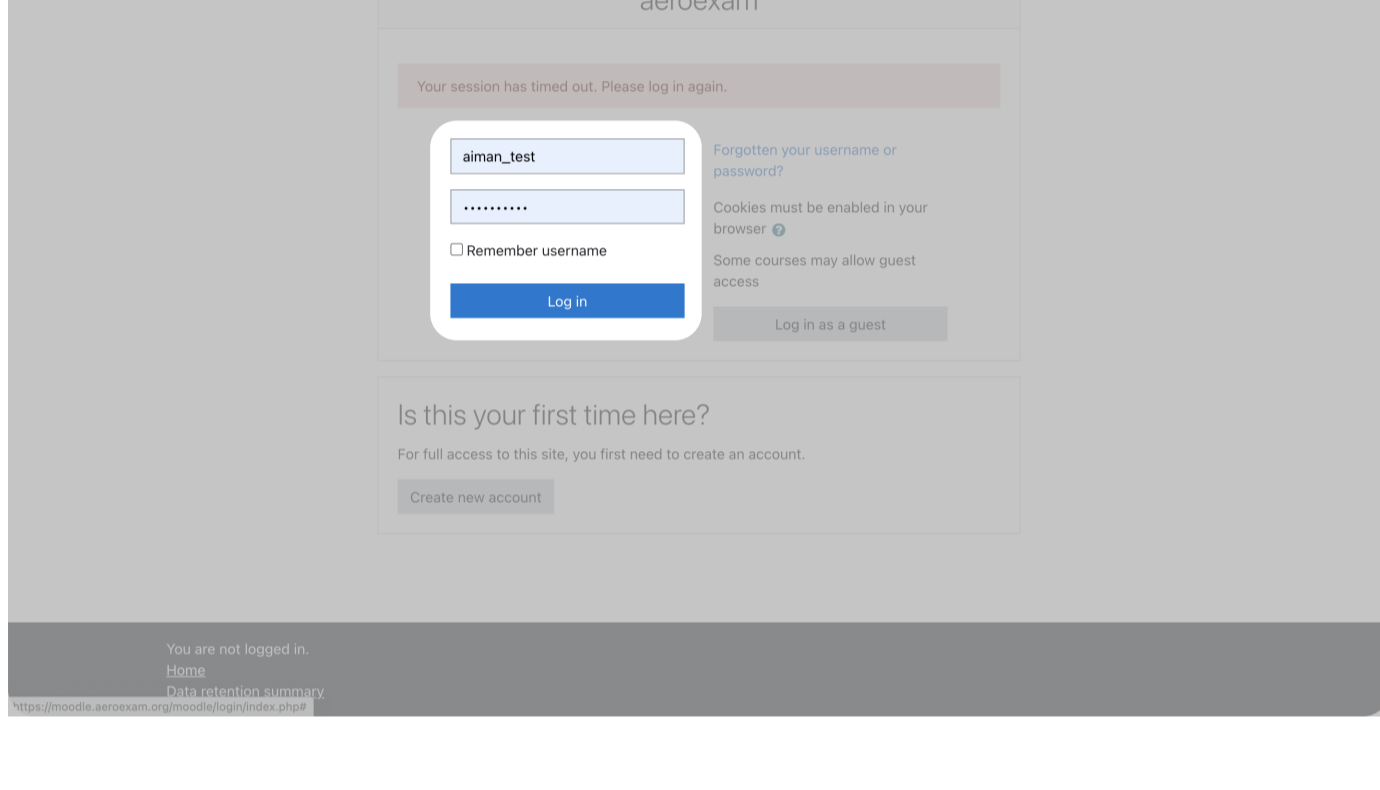 aeroexam
Your session has timed out. Please log in again.
aiman_test
Remember username
Log in
Forgotten your username or
password?
Cookies must be enabled in your
browser
Some courses may allow guest
access
Log in as a guest
Is this your first time here?
For full access to this site, you first need to create an account.
Create new account
You are not logged in.
Home
Data retention summary
https://moodle.aeroexam.org/moodle/login/index.php#